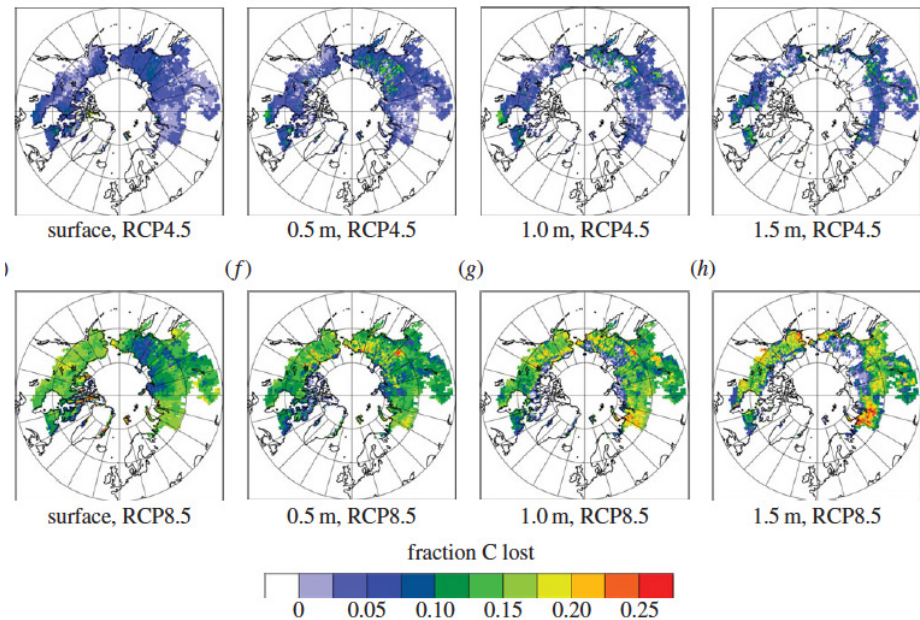 surface, RCP4.5 0.5 m, RCP4.5 1.0 m, RCP4.5 1.5 m, RCP4.5
) (f) (g) (h)
surface, RCP8.5 0.5 m, RCP8.5 1.0 m, RCP8.5 1.5 m, RCP8.5
fraction C lost
0 0.05 0.10 0.15 0.20 0.25